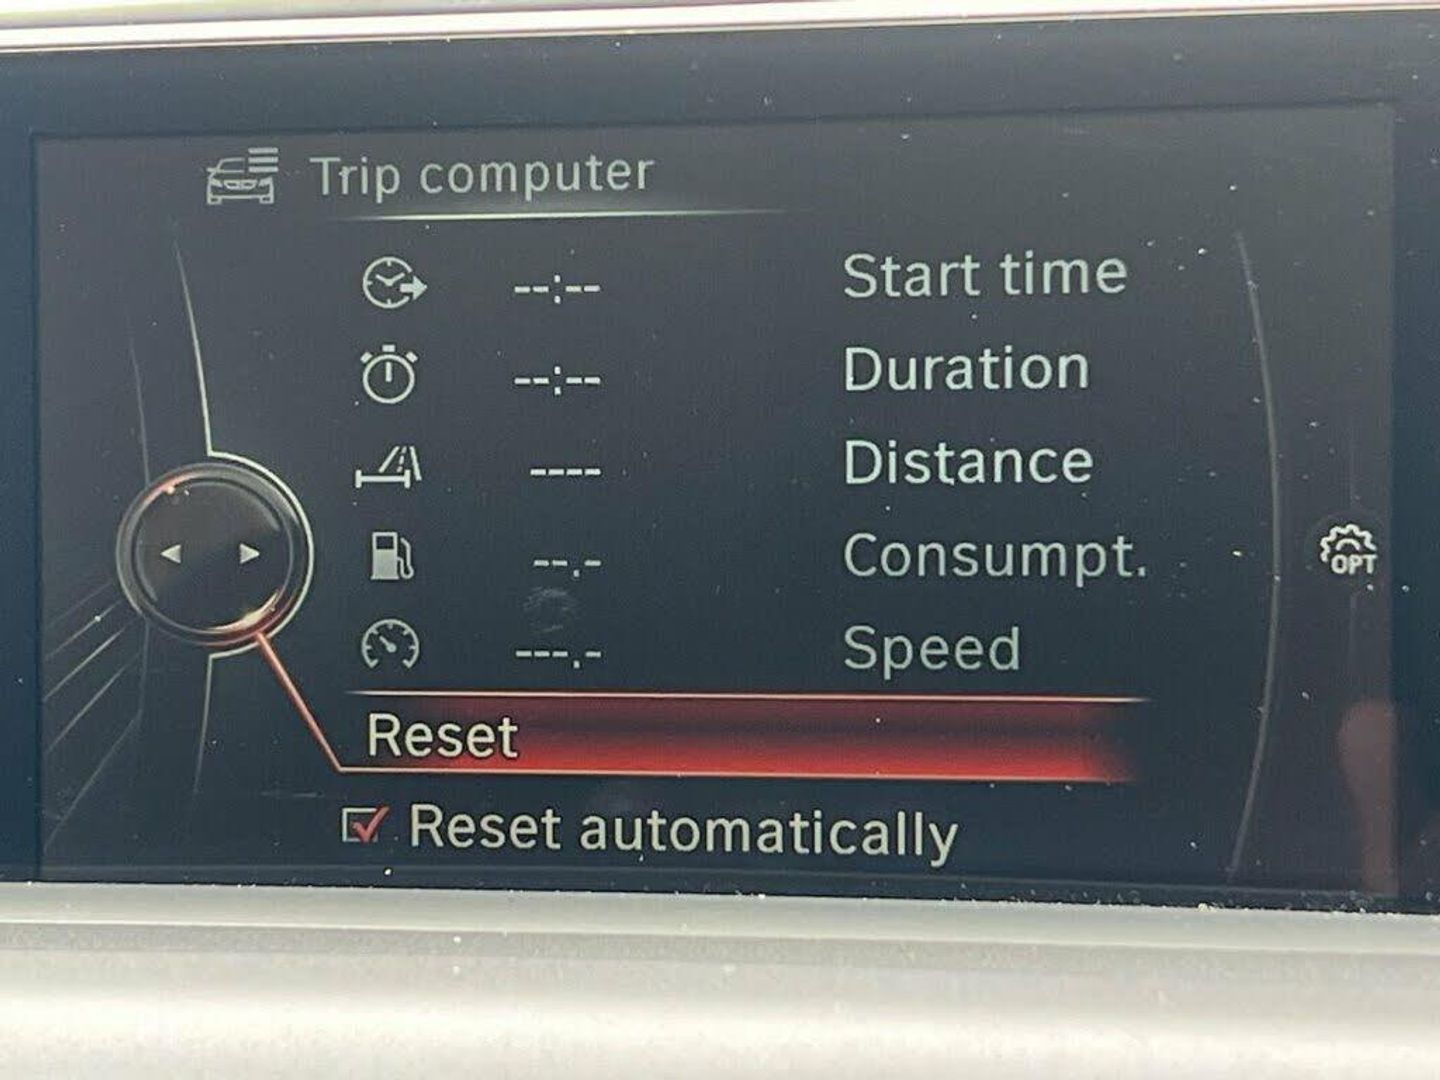 Trip computer
--:-- Start time
--:-- Duration
---- Distance
--.- Consumpt.
---.- Speed
OPT
Reset
Reset automatically